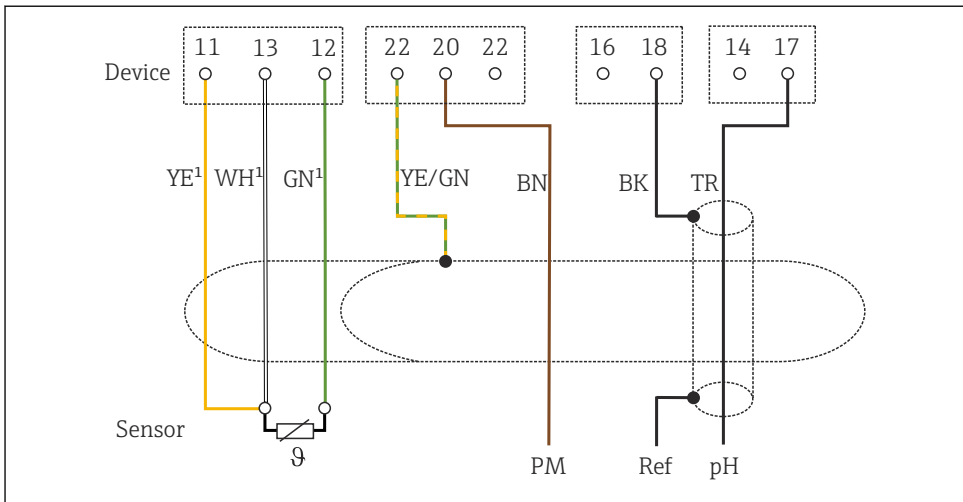 11 13 12 22 20 22 16 18 14 17
Device
YE¹ WH¹ GN¹ YE/GN BN BK TR
Sensor
ϑ
PM Ref pH